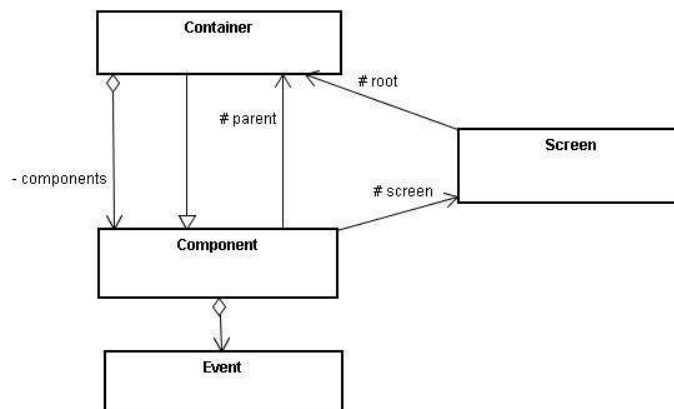 Container
# root
# parent
Screen
- components
# screen
Component
Event